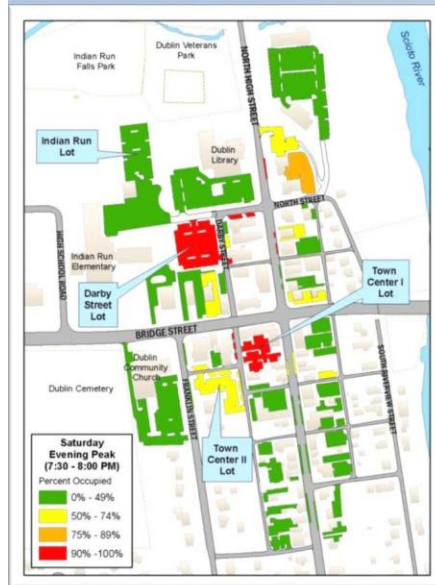 Indian Run
Falls Park
Dublin Veterans
Park
NORTH HIGH STREET
Scioto River
Indian Run
Lot
Dublin
Library
NORTH STREET
DARBY STREET
HIGH SCHOOL ROAD
Indian Run
Elementary
Darby
Street
Lot
Town
Center I
Lot
BRIDGE STREET
Dublin
Community
Church
FRANKLIN STREET
SOUTH RIVERVIEW STREET
Dublin Cemetery
Town
Center II
Lot
Saturday
Evening Peak
(7:30 - 8:00 PM)
Percent Occupied
0% - 49%
50% - 74%
75% - 89%
90% -100%